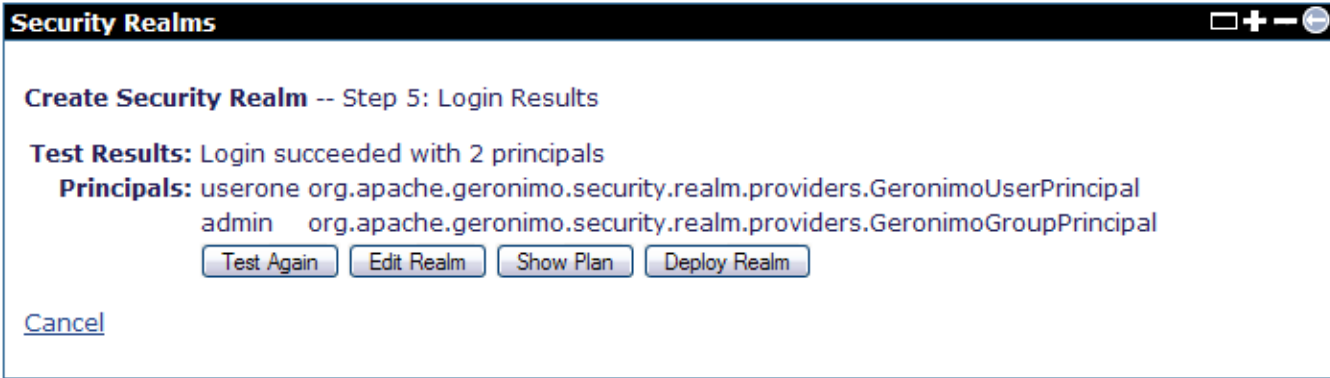 Security Realms
Create Security Realm -- Step 5: Login Results
Test Results: Login succeeded with 2 principals
Principals: userone org.apache.geronimo.security.realm.providers.GeronimoUserPrincipal
admin org.apache.geronimo.security.realm.providers.GeronimoGroupPrincipal
Test Again Edit Realm Show Plan Deploy Realm
Cancel